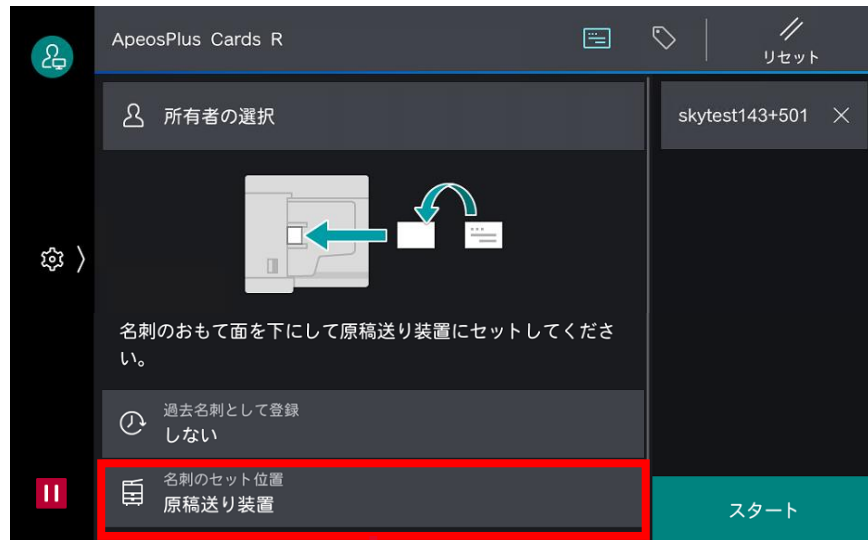 ApeosPlus Cards R
リセット
所有者の選択
skytest143+501
名刺のおもて面を下にして原稿送り装置にセットしてくださ
い。
過去名刺として登録
しない
名刺のセット位置
原稿送り装置
スタート